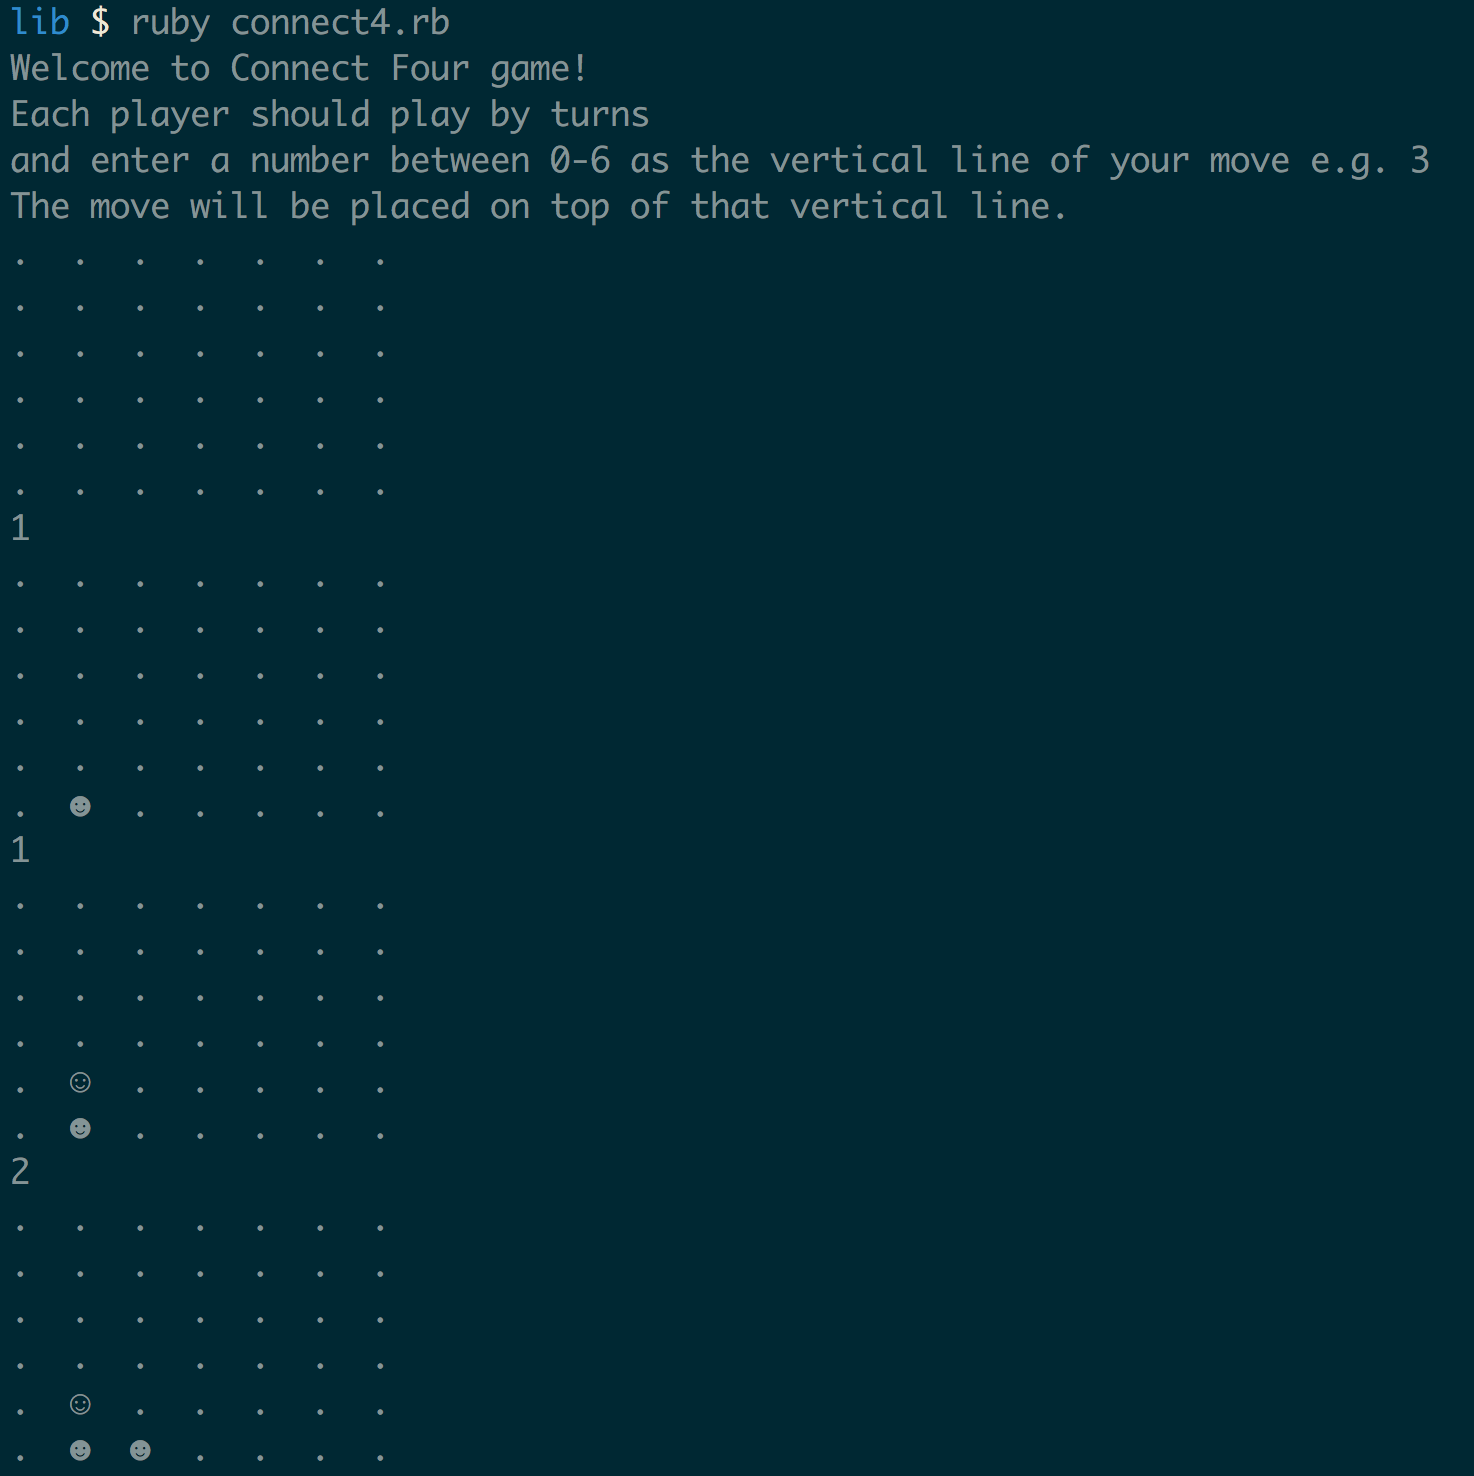 lib $ ruby connect4.rb
Welcome to Connect Four game!
Each player should play by turns
and enter a number between 0-6 as the vertical line of your move e.g. 3
The move will be placed on top of that vertical line.
.  .  .  .  .  .  .
.  .  .  .  .  .  .
.  .  .  .  .  .  .
.  .  .  .  .  .  .
.  .  .  .  .  .  .
.  .  .  .  .  .  .
1
.  .  .  .  .  .  .
.  .  .  .  .  .  .
.  .  .  .  .  .  .
.  .  .  .  .  .  .
.  .  .  .  .  .  .
.  ☻  .  .  .  .  .
1
.  .  .  .  .  .  .
.  .  .  .  .  .  .
.  .  .  .  .  .  .
.  .  .  .  .  .  .
.  ☺  .  .  .  .  .
.  ☻  .  .  .  .  .
2
.  .  .  .  .  .  .
.  .  .  .  .  .  .
.  .  .  .  .  .  .
.  .  .  .  .  .  .
.  ☺  .  .  .  .  .
.  ☻  ☻  .  .  .  .